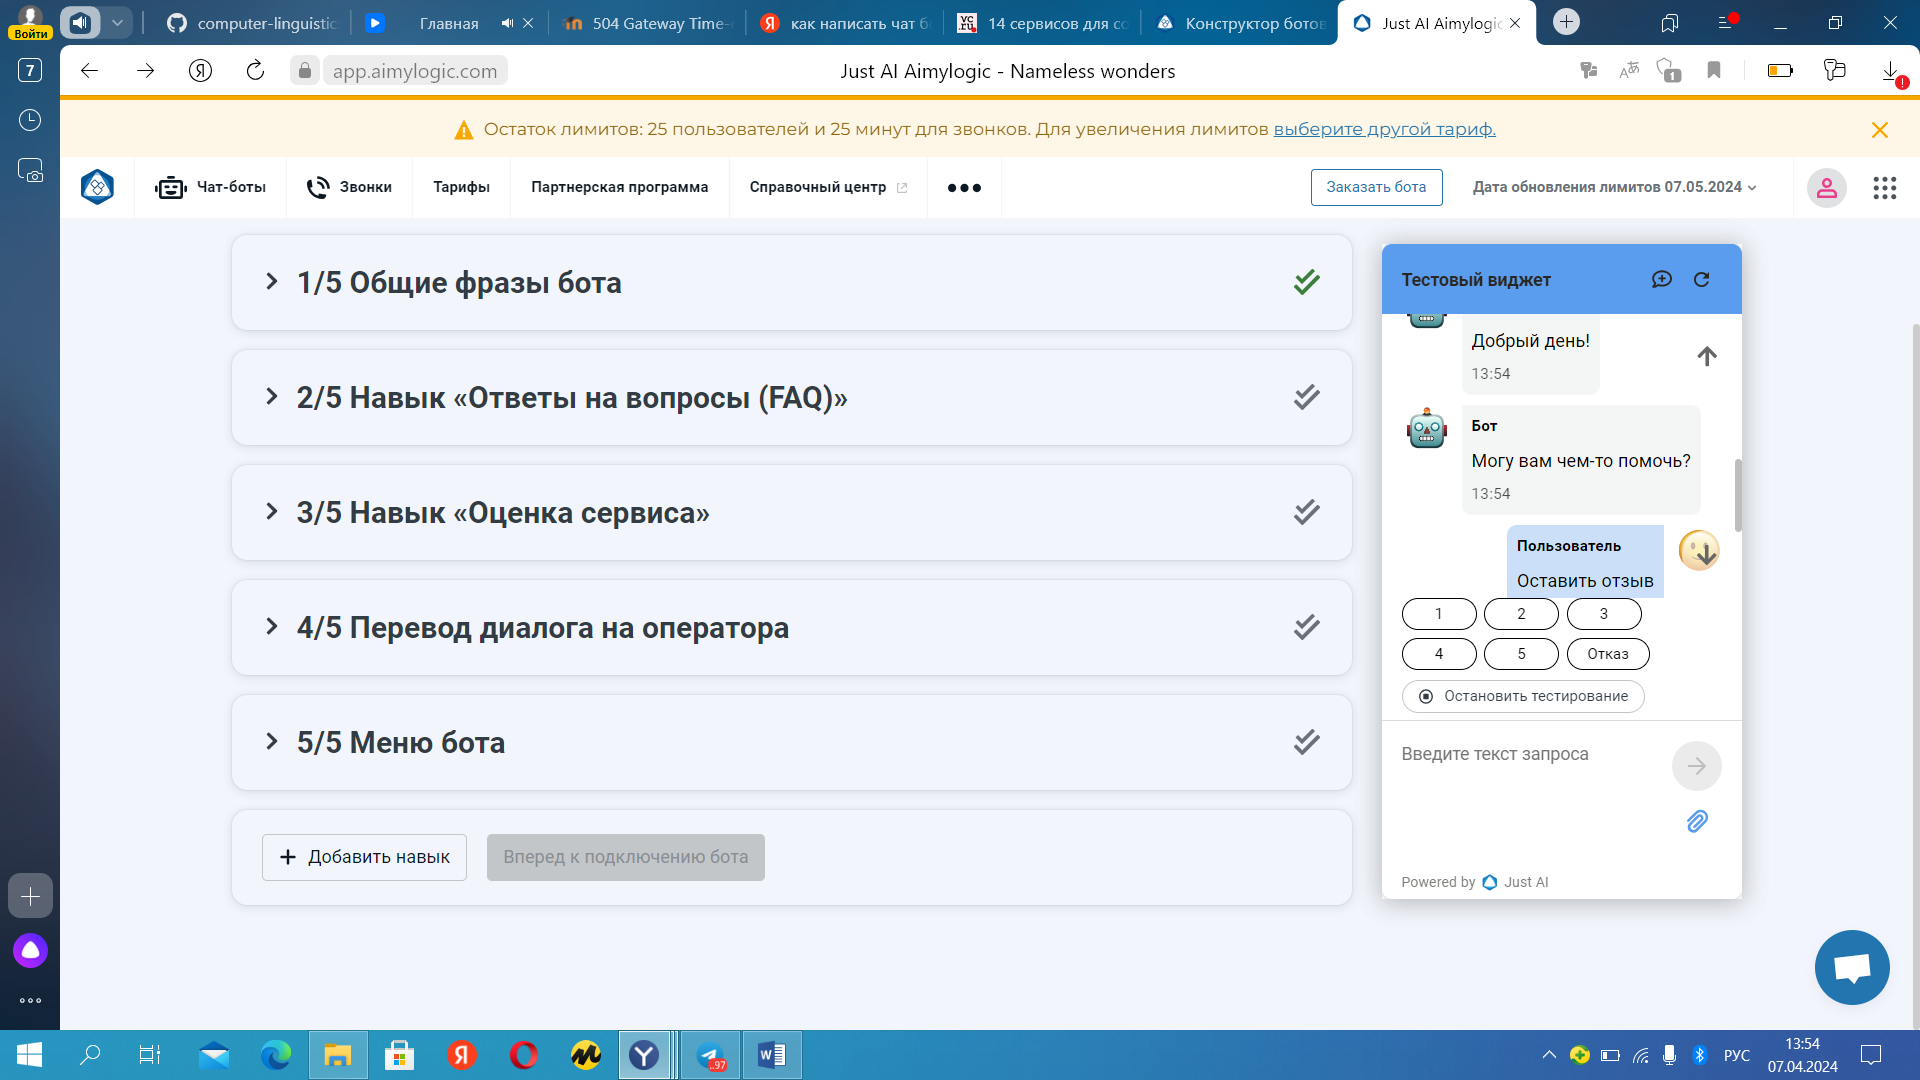 Войти
computer-linguistic
Главная
504 Gateway Time-
как написать чат б
14 сервисов для со
Конструктор ботов
Just AI Aimylogic
7
app.aimylogic.com
Just AI Aimylogic - Nameless wonders
1
Остаток лимитов: 25 пользователей и 25 минут для звонков. Для увеличения лимитов выберите другой тариф.
Чат-боты
Звонки
Тарифы
Партнерская программа
Справочный центр
Заказать бота
Дата обновления лимитов 07.05.2024
1/5 Общие фразы бота
2/5 Навык «Ответы на вопросы (FAQ)»
3/5 Навык «Оценка сервиса»
4/5 Перевод диалога на оператора
5/5 Меню бота
Добавить навык
Вперед к подключению бота
Тестовый виджет
Добрый день!
13:54
Бот
Могу вам чем-то помочь?
13:54
Пользователь
Оставить отзыв
1 2 3
4 5 Отказ
Остановить тестирование
Введите текст запроса
Powered by Just AI
..97
РУС
13:54
07.04.2024